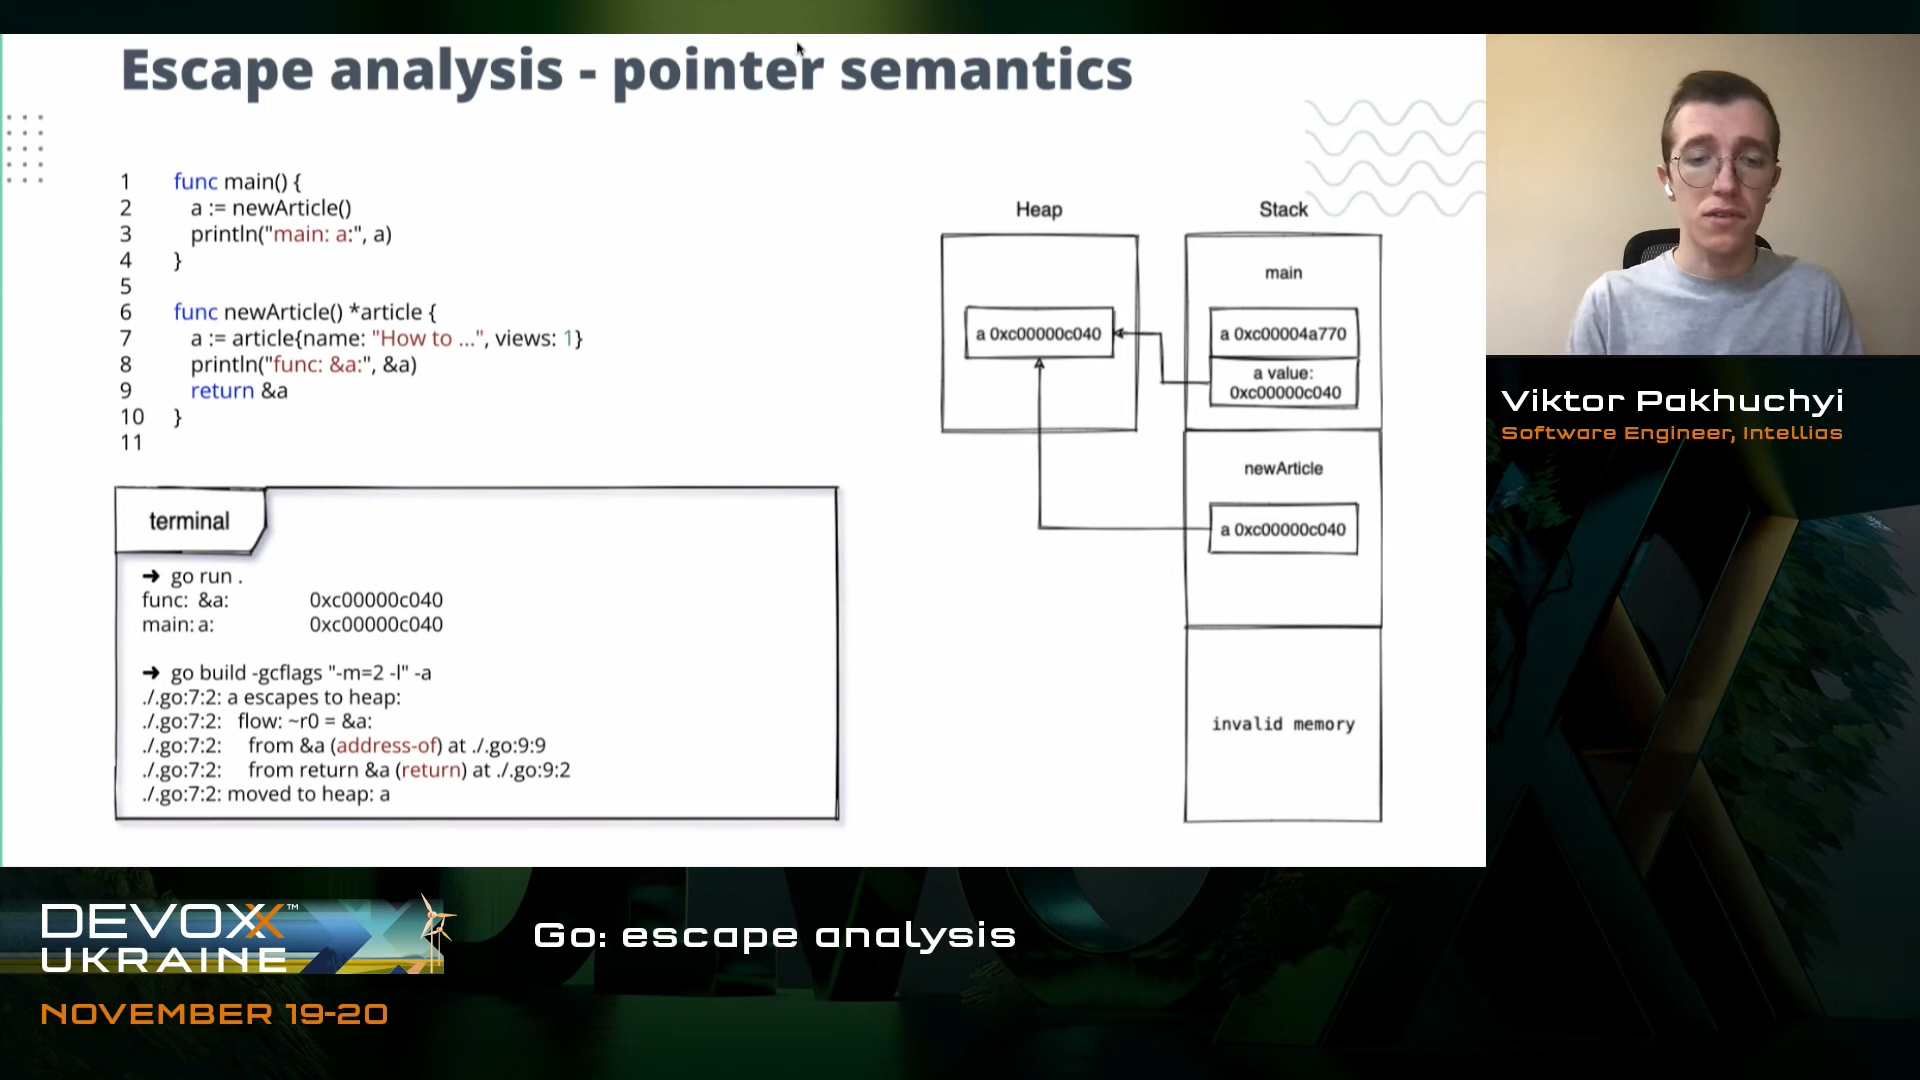 Escape analysis - pointer semantics
1 func main() {
2 a := newArticle()
3 println("main: a:", a)
4 }
5
6 func newArticle() *article {
7 a := article{name: "How to ...", views: 1}
8 println("func: &a:", &a)
9 return &a
10 }
11
terminal
➜ go run .
func: &a: 0xc00000c040
main: a: 0xc00000c040
➜ go build -gcflags "-m=2 -l" -a
./.go:7:2: a escapes to heap:
./.go:7:2: flow: ~r0 = &a:
./.go:7:2: from &a (address-of) at ./.go:9:9
./.go:7:2: from return &a (return) at ./.go:9:2
./.go:7:2: moved to heap: a
Heap
a 0xc00000c040
Stack
main
a 0xc00004a770
a value:
0xc00000c040
newArticle
a 0xc00000c040
invalid memory
Viktor Pakhuchyi
Software Engineer, Intellias
DEVOXX™
UKRAINE
NOVEMBER 19-20
Go: escape analysis